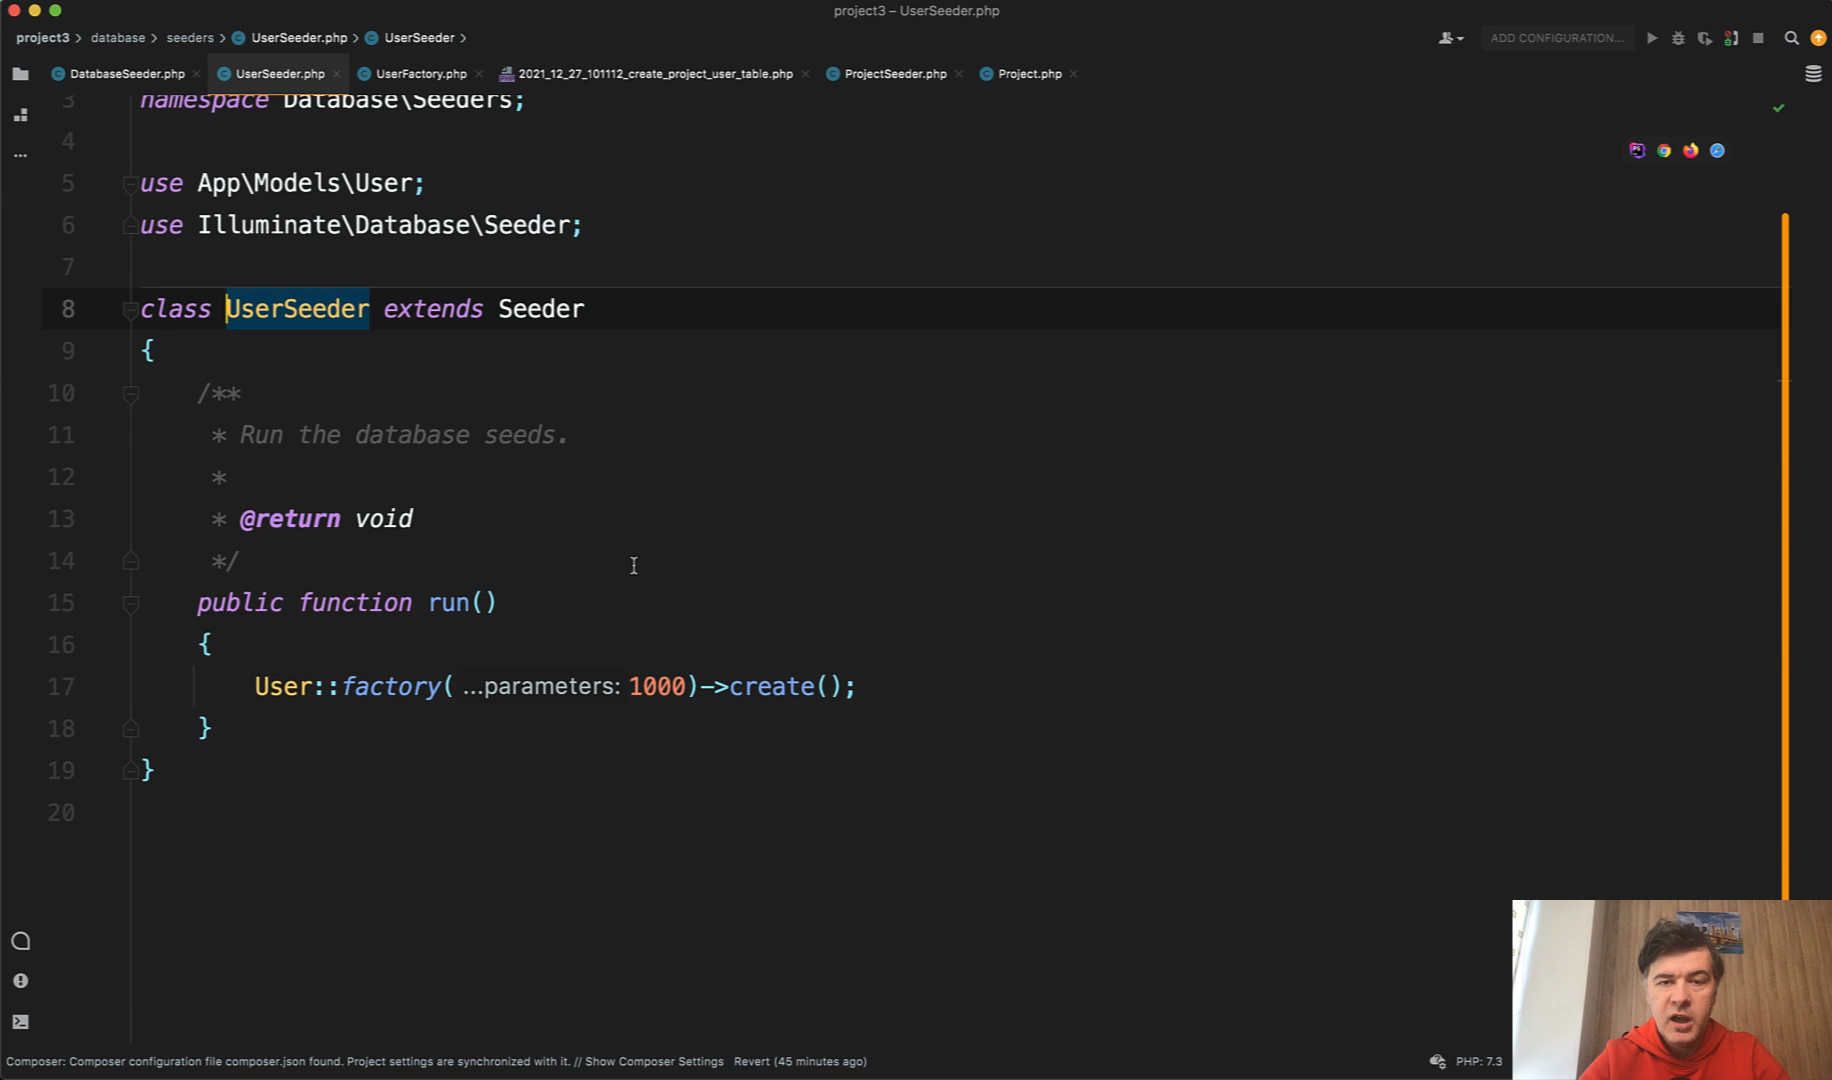 project3 – UserSeeder.php
project3 > database > seeders > UserSeeder.php > UserSeeder >
ADD CONFIGURATION...
DatabaseSeeder.php × UserSeeder.php × UserFactory.php × 2021_12_27_101112_create_project_user_table.php × ProjectSeeder.php × Project.php ×
3 namespace Database\Seeders;
4
5 use App\Models\User;
6 use Illuminate\Database\Seeder;
7
8 class UserSeeder extends Seeder
9 {
10 /**
11 * Run the database seeds.
12 *
13 * @return void
14 */
15 public function run()
16 {
17 User::factory( ...parameters: 1000)->create();
18 }
19 }
20
Composer: Composer configuration file composer.json found. Project settings are synchronized with it. // Show Composer Settings Revert (45 minutes ago)
PHP: 7.3